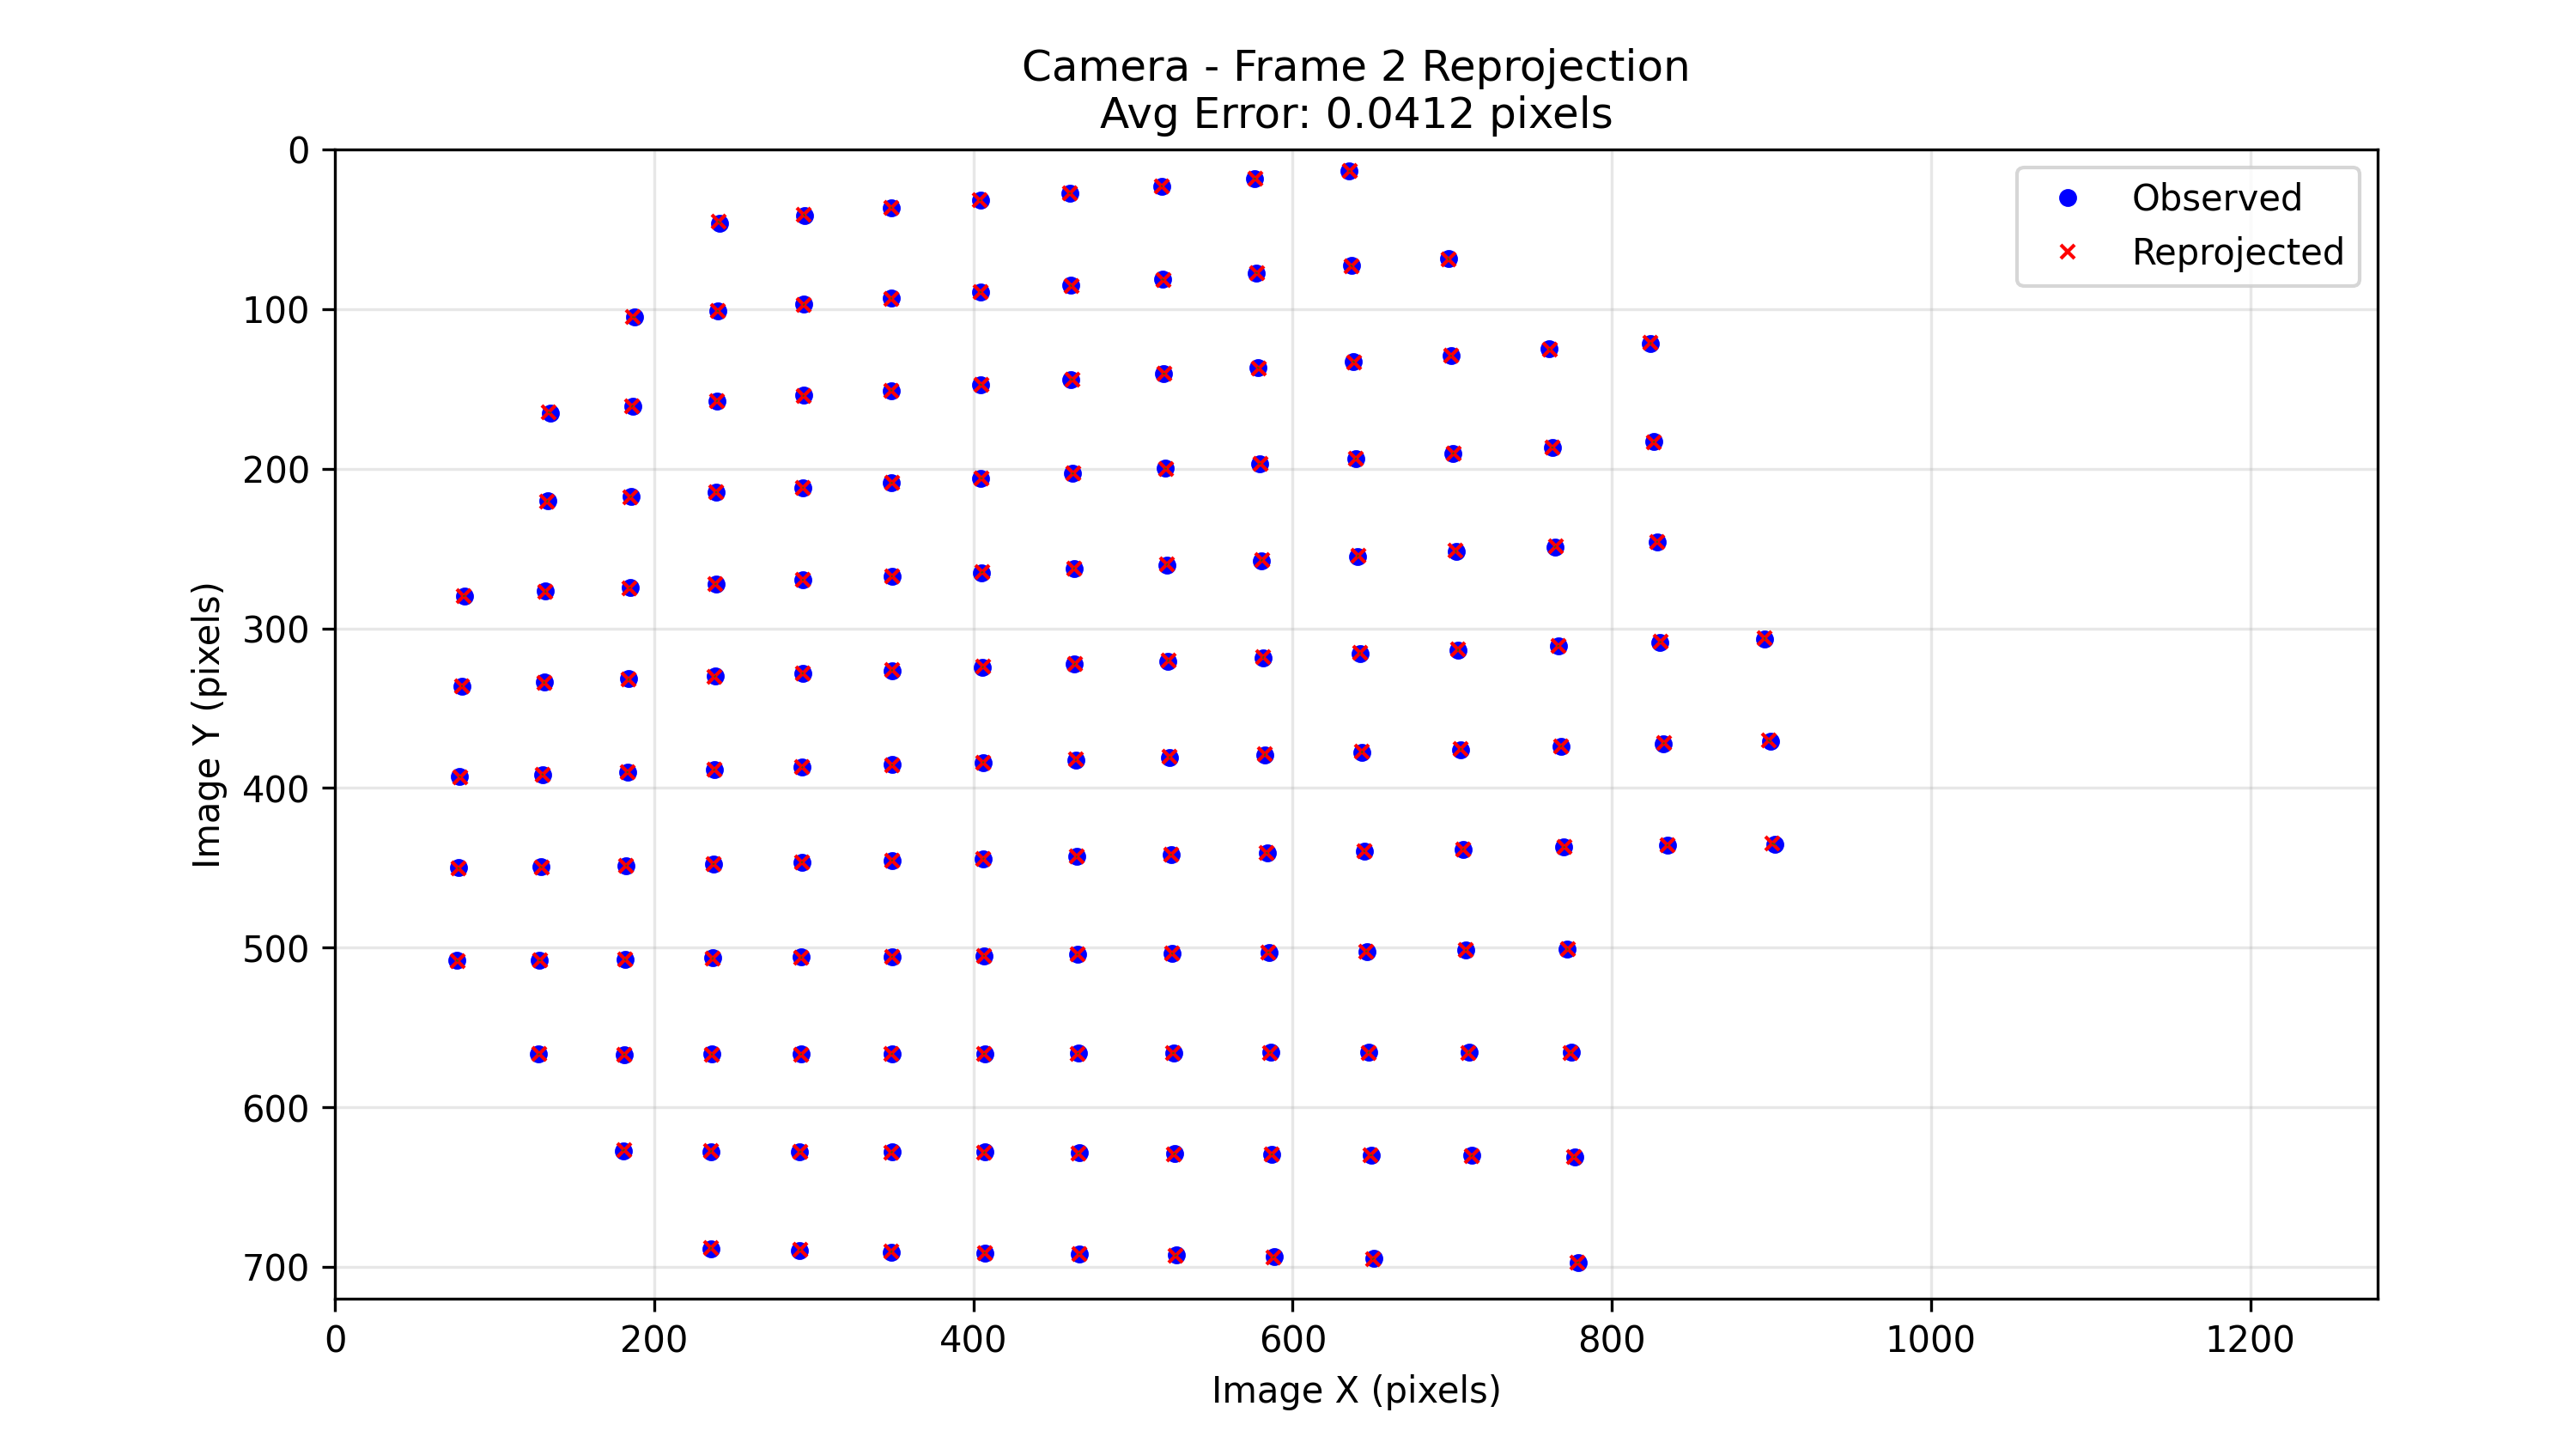 Camera - Frame 2 Reprojection
Avg Error: 0.0412 pixels
Observed
Reprojected
0
100
200
300
400
500
600
700
Image Y (pixels)
0
200
400
600
800
1000
1200
Image X (pixels)